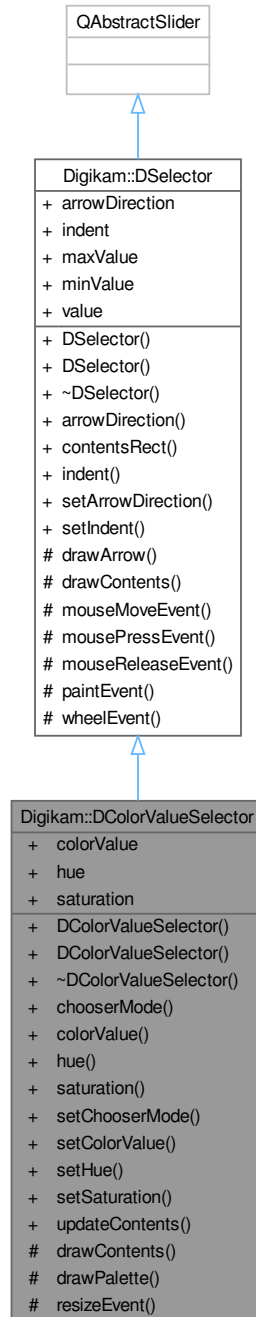 QAbstractSlider
Digikam::DSelector
+ arrowDirection
+ indent
+ maxValue
+ minValue
+ value
+ DSelector()
+ DSelector()
+ ~DSelector()
+ arrowDirection()
+ contentsRect()
+ indent()
+ setArrowDirection()
+ setIndent()
# drawArrow()
# drawContents()
# mouseMoveEvent()
# mousePressEvent()
# mouseReleaseEvent()
# paintEvent()
# wheelEvent()
Digikam::DColorValueSelector
+ colorValue
+ hue
+ saturation
+ DColorValueSelector()
+ DColorValueSelector()
+ ~DColorValueSelector()
+ chooserMode()
+ colorValue()
+ hue()
+ saturation()
+ setChooserMode()
+ setColorValue()
+ setHue()
+ setSaturation()
+ updateContents()
# drawContents()
# drawPalette()
# resizeEvent()